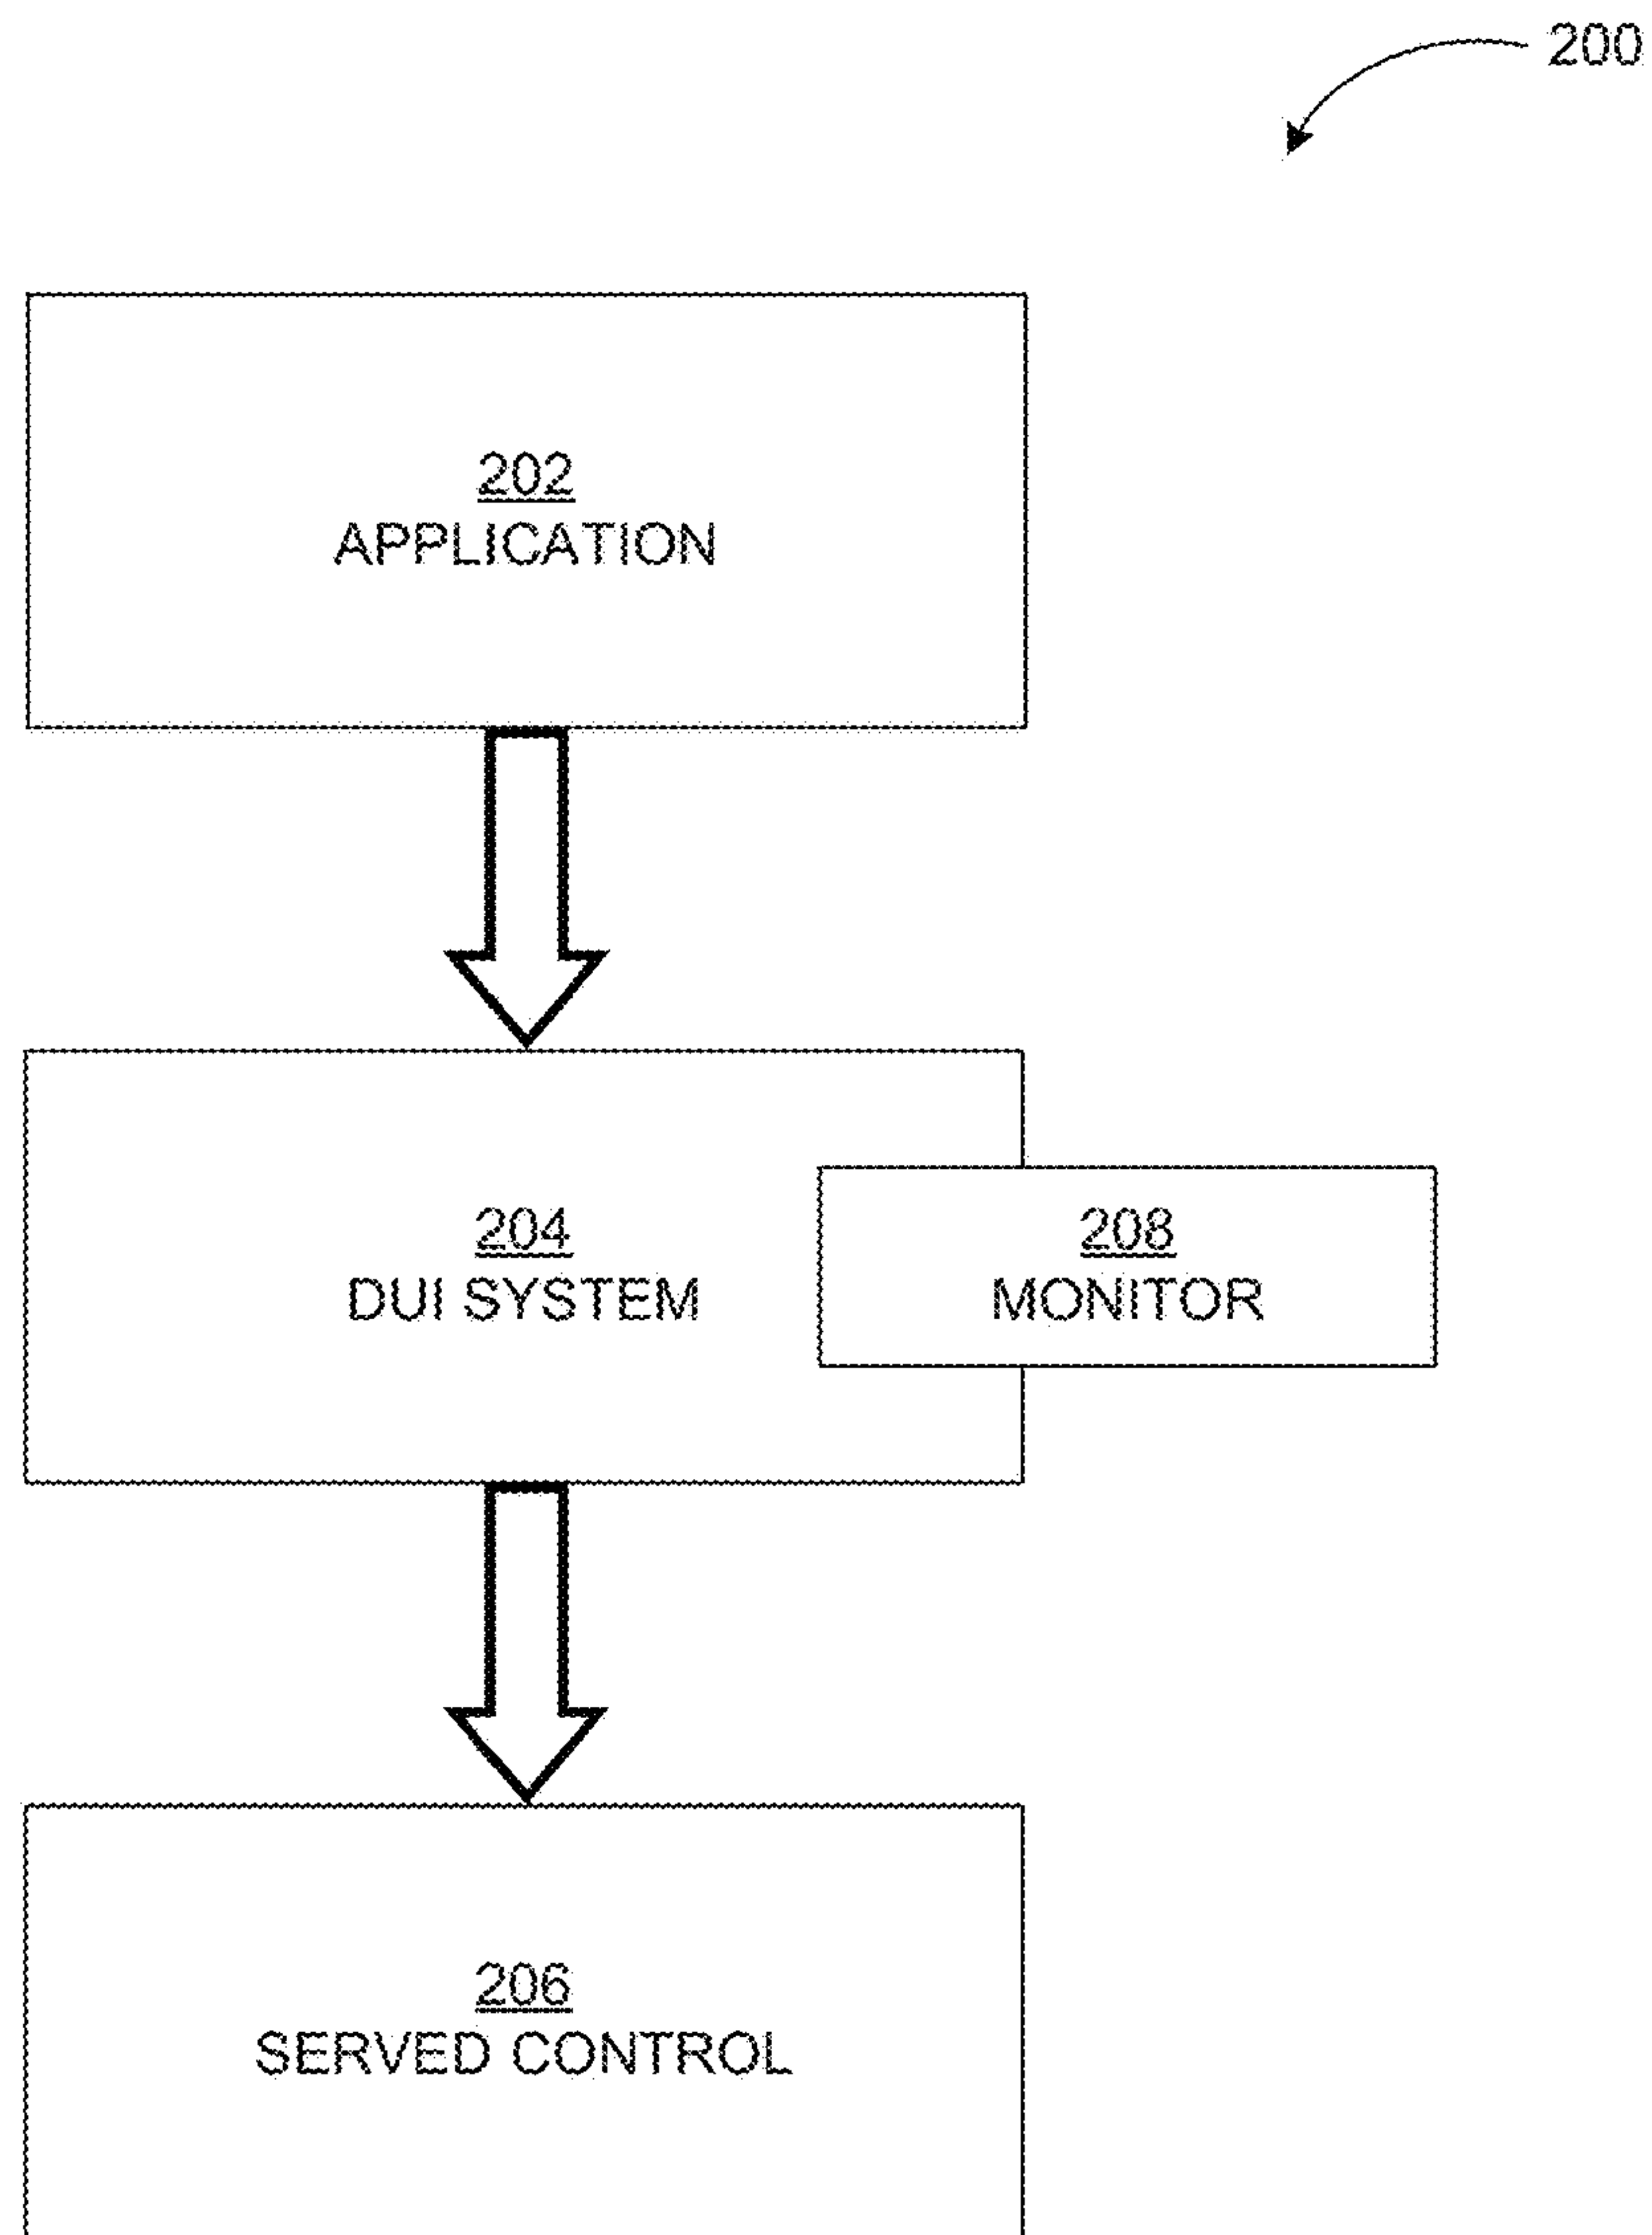 200
202
APPLICATION
204
DUI SYSTEM
208
MONITOR
206
SERVED CONTROL